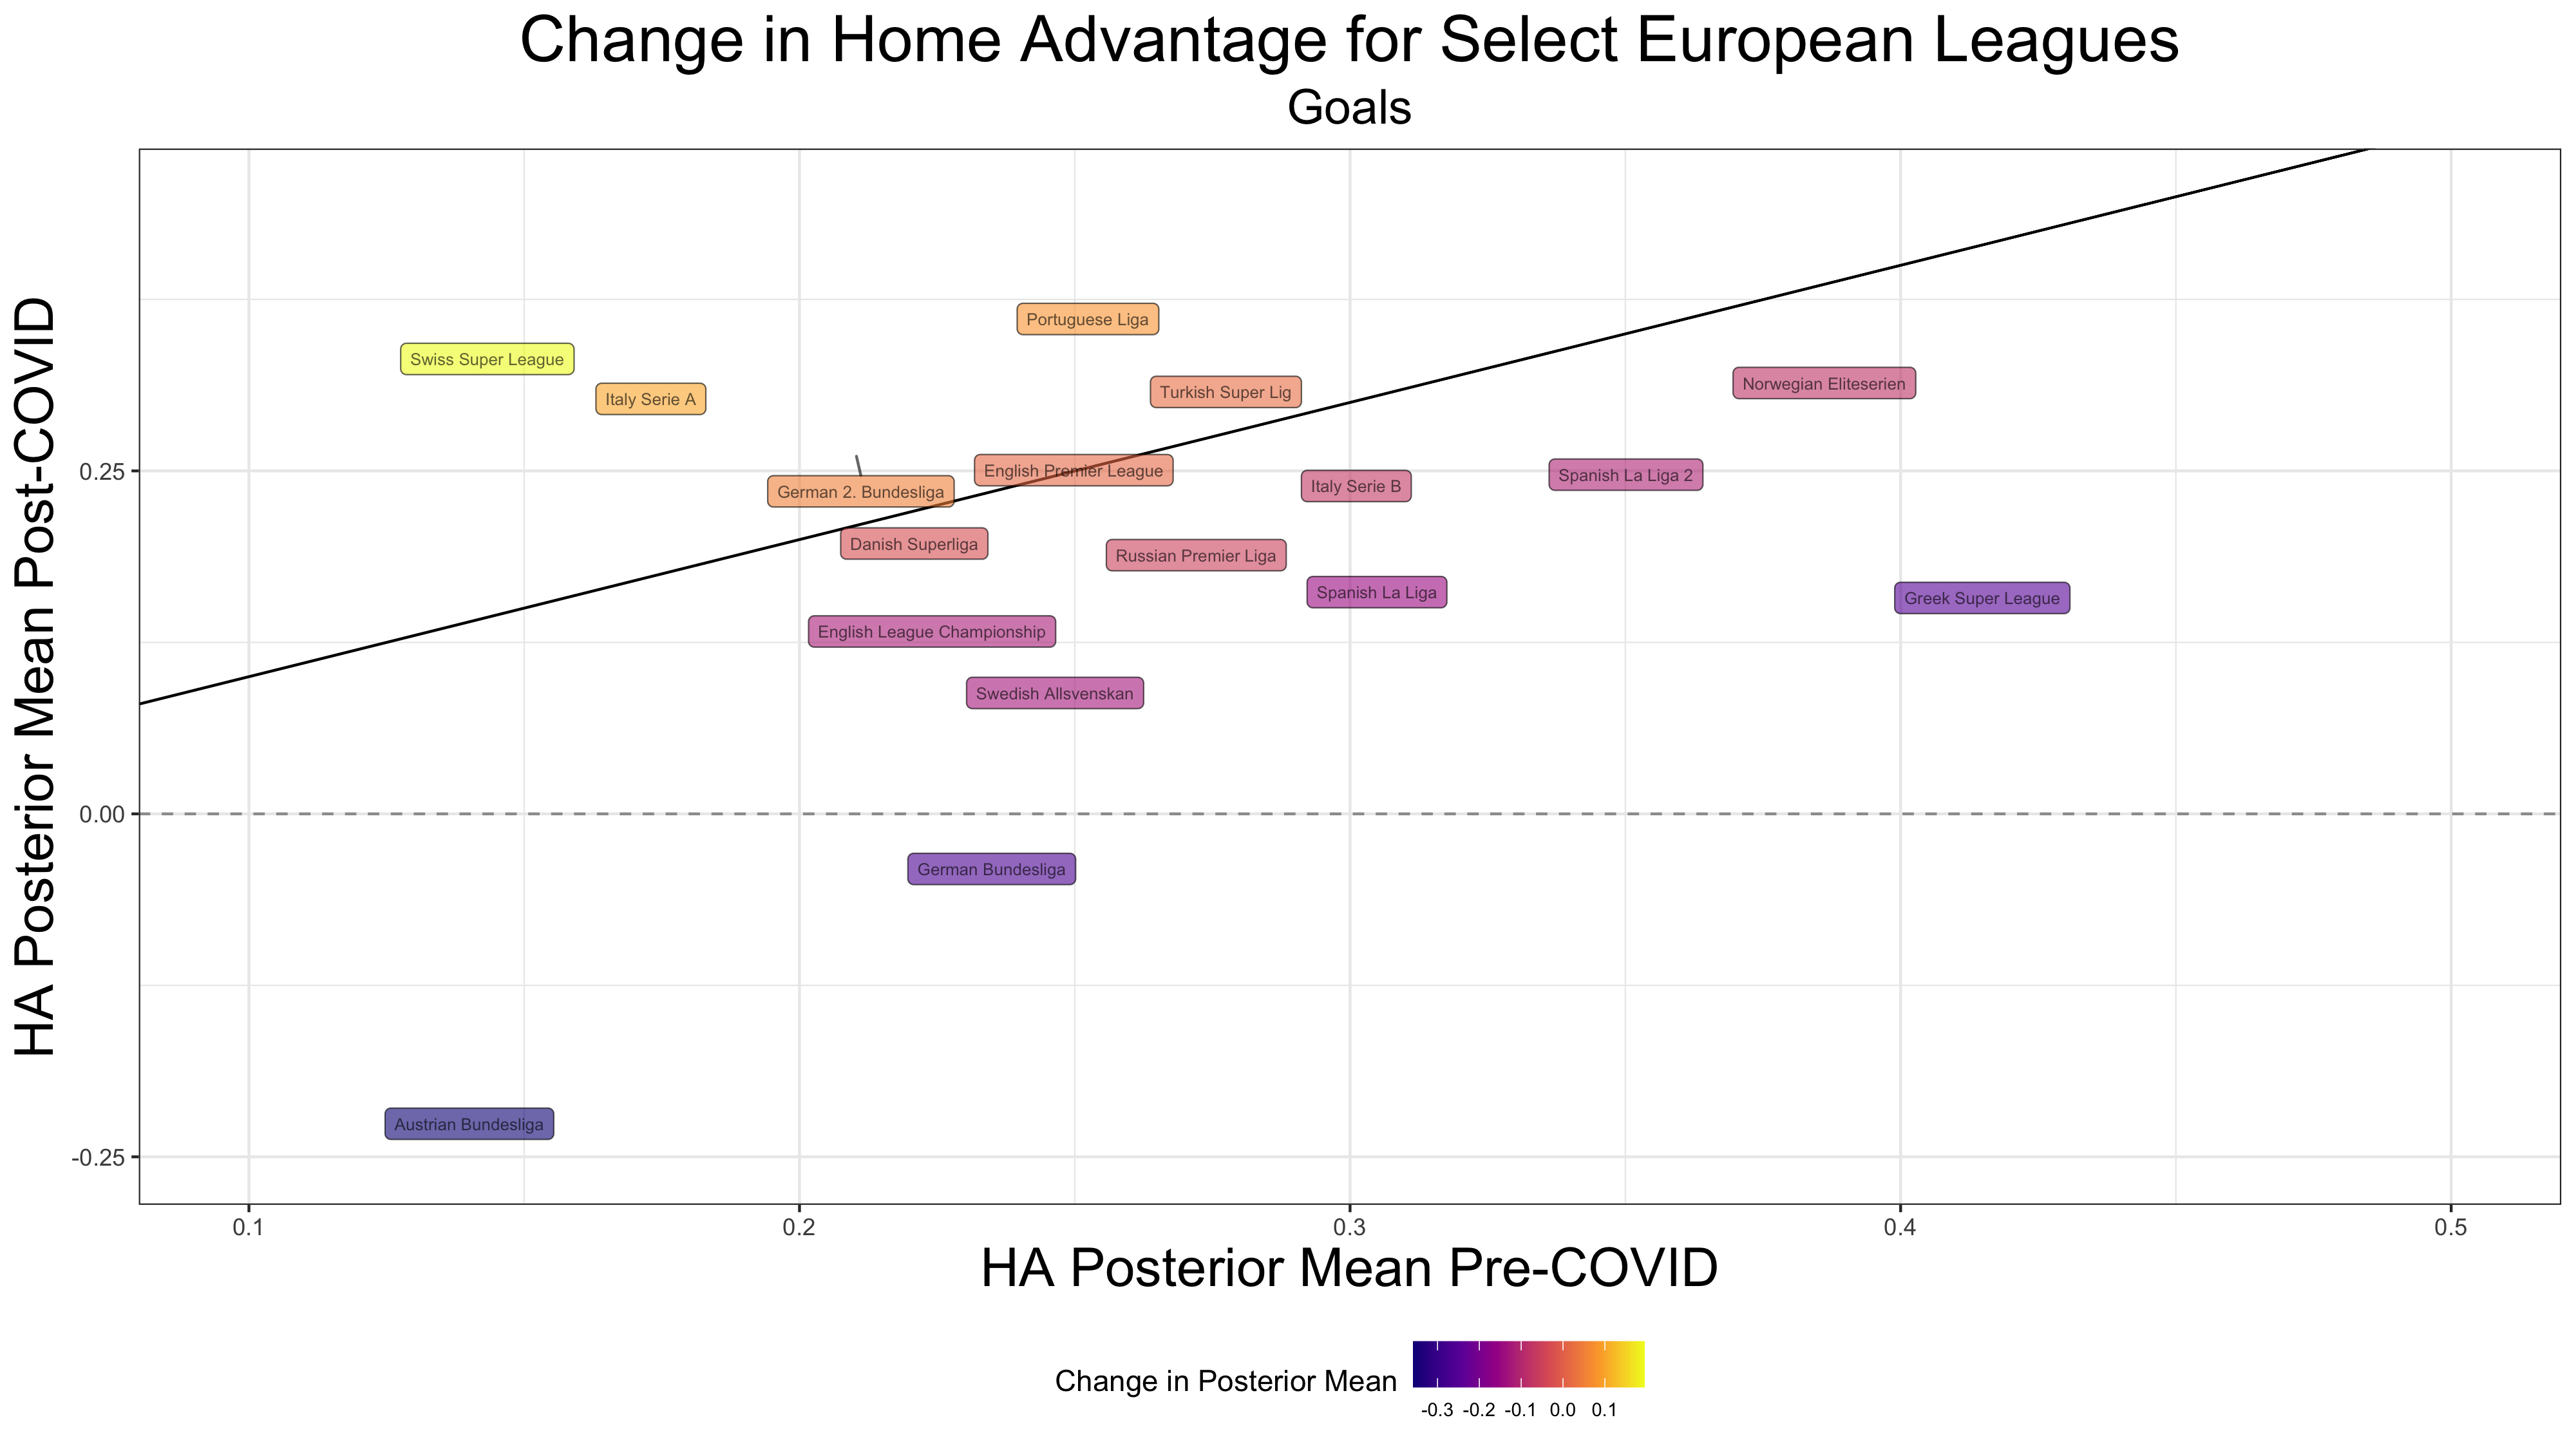 Change in Home Advantage for Select European Leagues
Goals
HA Posterior Mean Post-COVID
0.25
0.00
-0.25
Portuguese Liga
Swiss Super League
Italy Serie A
Turkish Super Lig
Norwegian Eliteserien
English Premier League
German 2. Bundesliga
Italy Serie B
Spanish La Liga 2
Danish Superliga
Russian Premier Liga
Spanish La Liga
Greek Super League
English League Championship
Swedish Allsvenskan
German Bundesliga
Austrian Bundesliga
0.1
0.2
0.3
0.4
0.5
HA Posterior Mean Pre-COVID
Change in Posterior Mean
-0.3 -0.2 -0.1 0.0 0.1